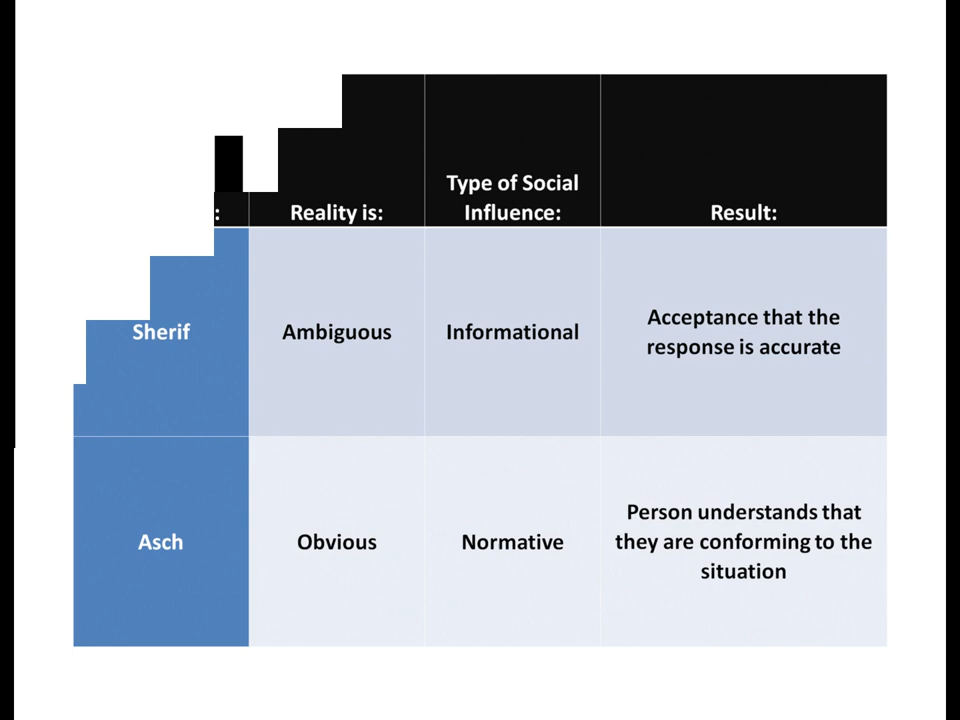 :
Reality is:
Type of Social
Influence:
Result:
Sherif
Ambiguous
Informational
Acceptance that the
response is accurate
Asch
Obvious
Normative
Person understands that
they are conforming to the
situation